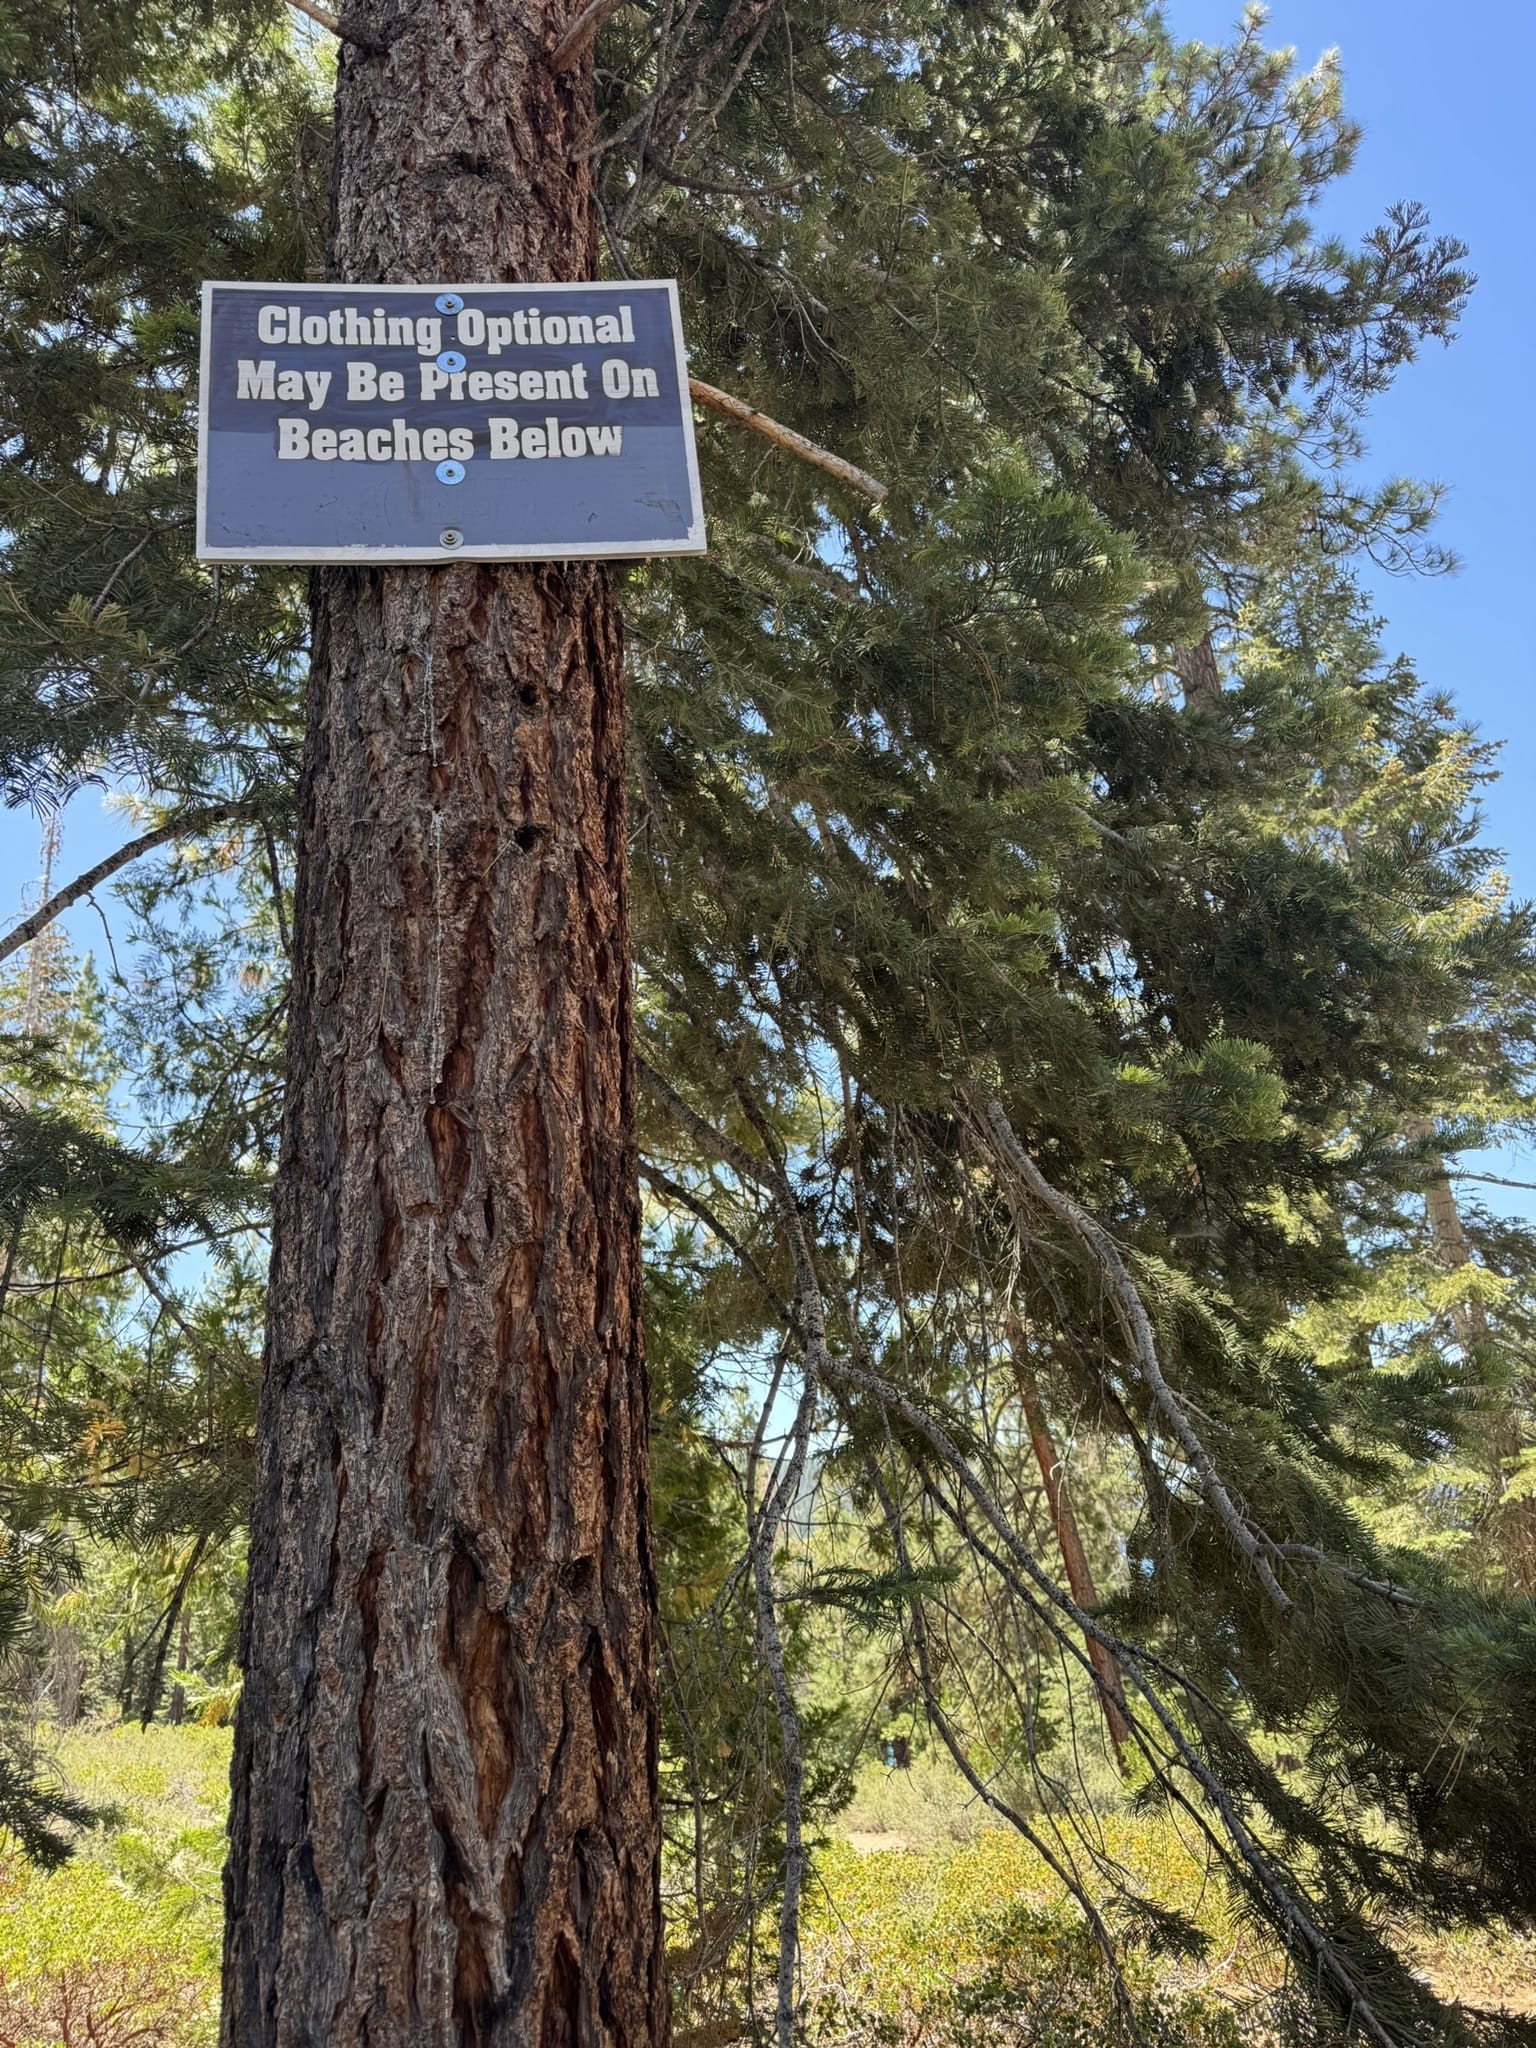 Clothing Optional
May Be Present On
Beaches Below